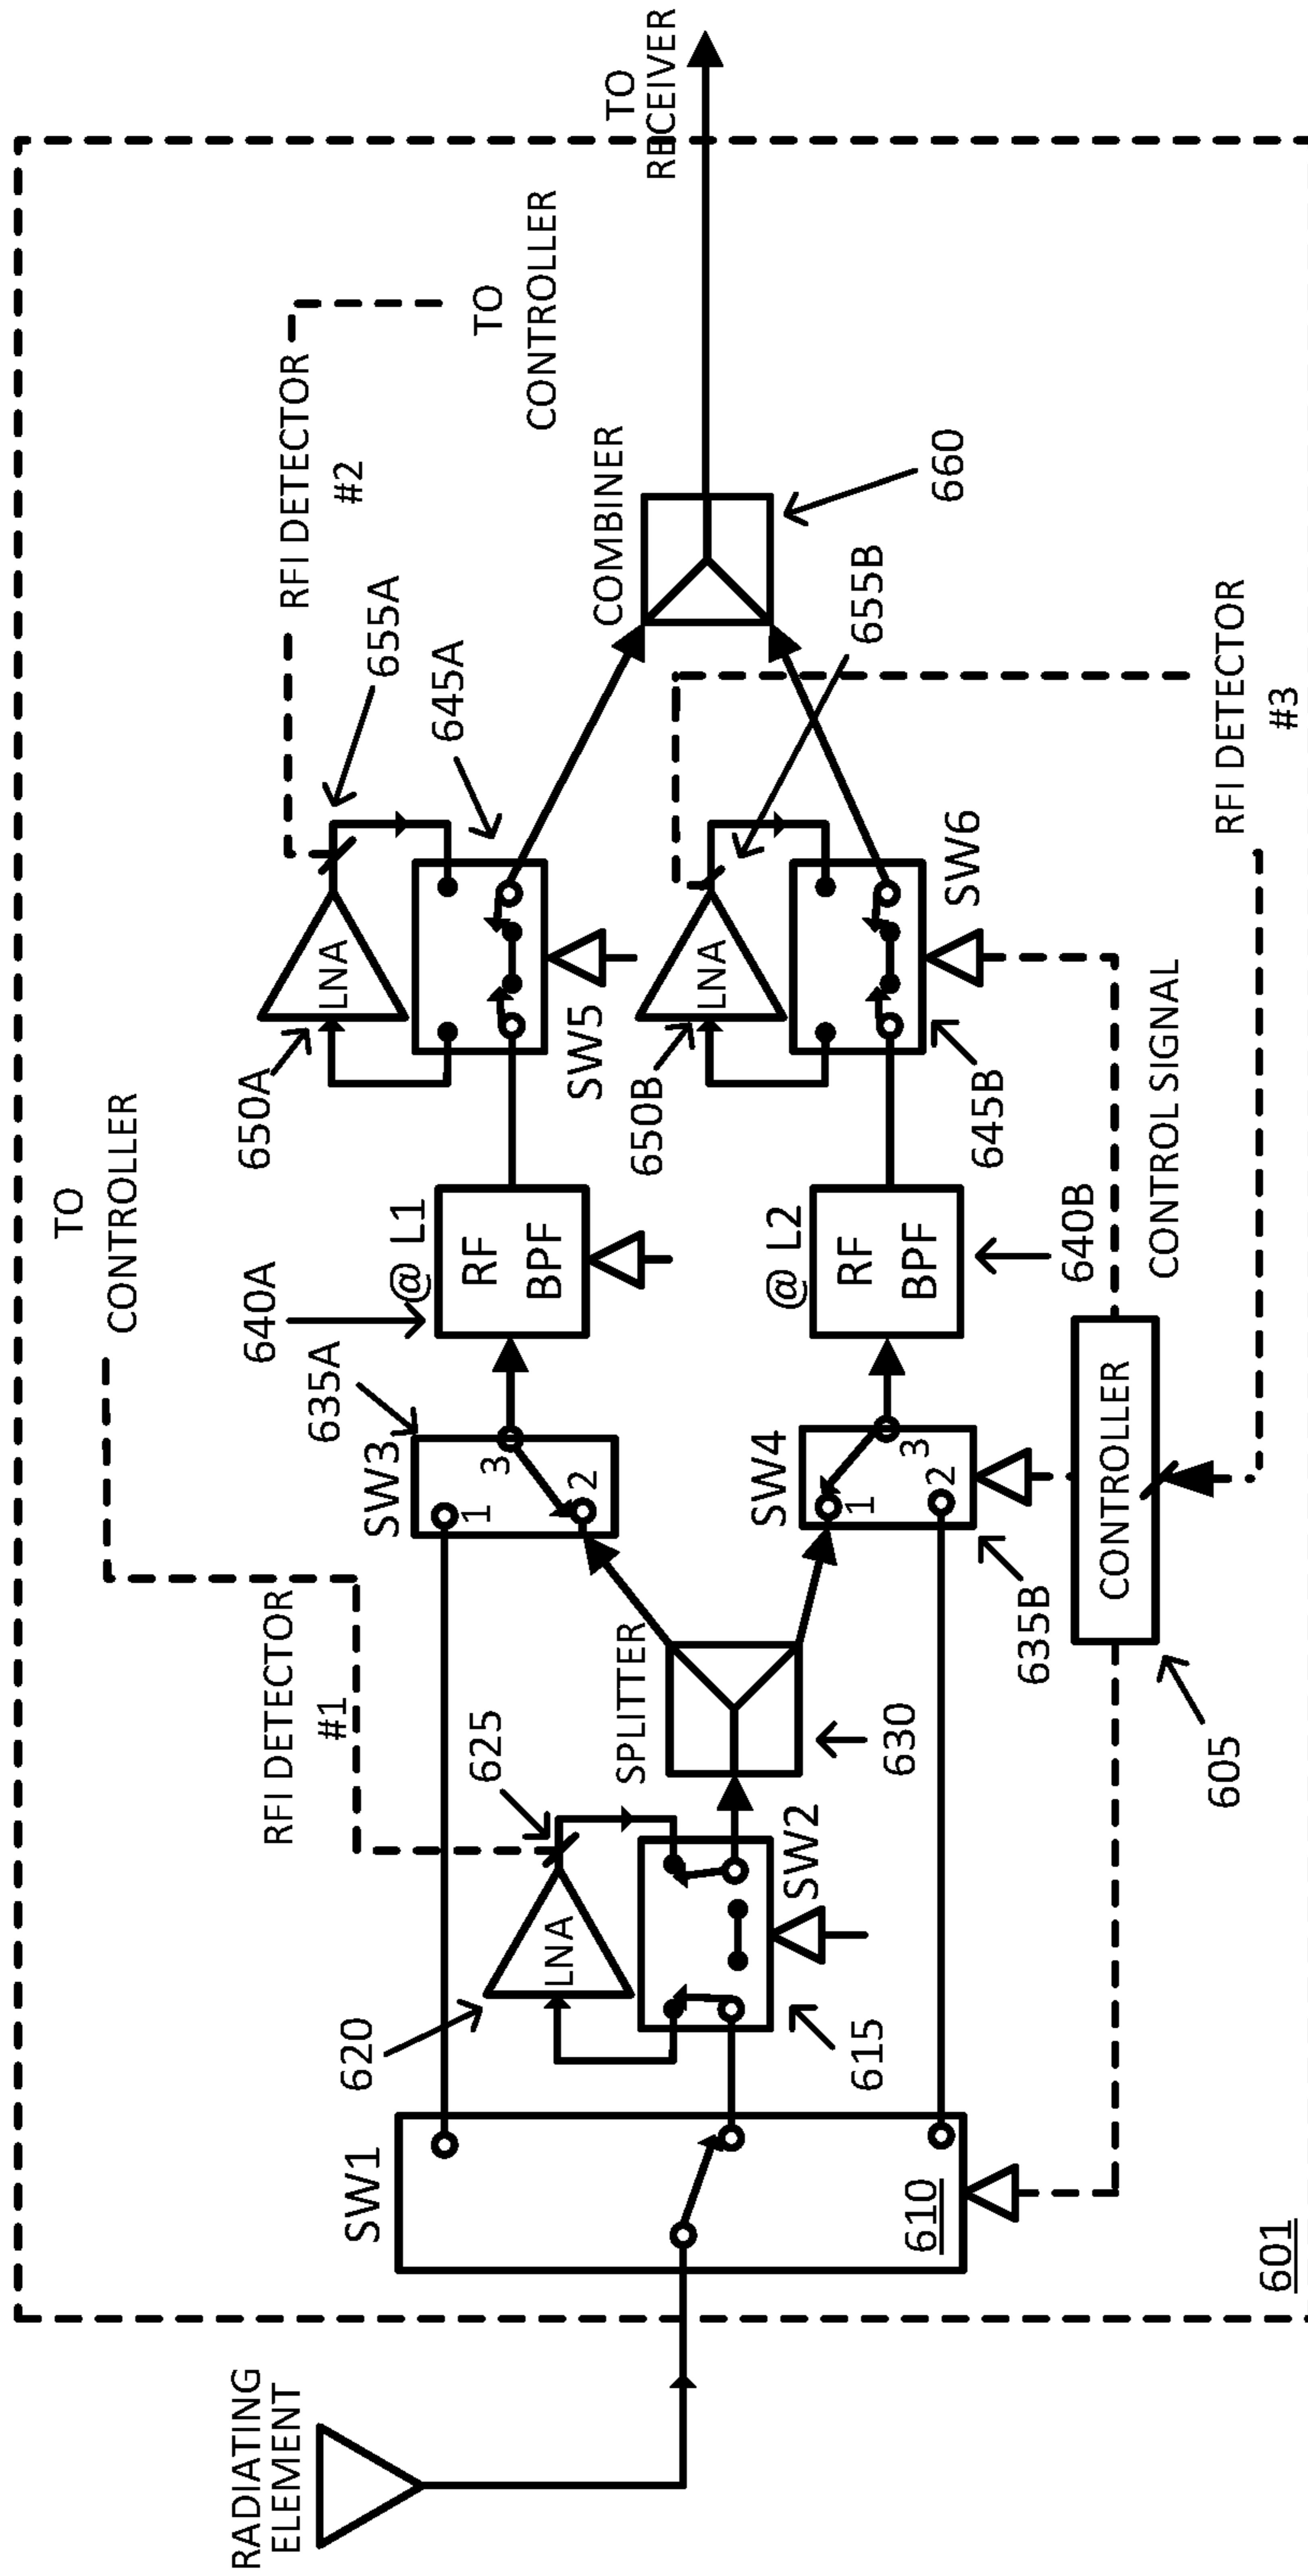 RADIATING
ELEMENT
601
SW1
610
620
LNA
615
SW2
RFI DETECTOR
#1
625
TO
CONTROLLER
SPLITTER
630
605
CONTROLLER
635B
SW3
1
2
3
635A
SW4
1
2
3
640A
@ L1
RF
BPF
@ L2
RF
BPF
640B
CONTROL SIGNAL
650A
LNA
SW5
650B
LNA
645B
SW6
655A
645A
RFI DETECTOR
#2
TO
CONTROLLER
COMBINER
655B
660
RFI DETECTOR
#3
TO
RECEIVER